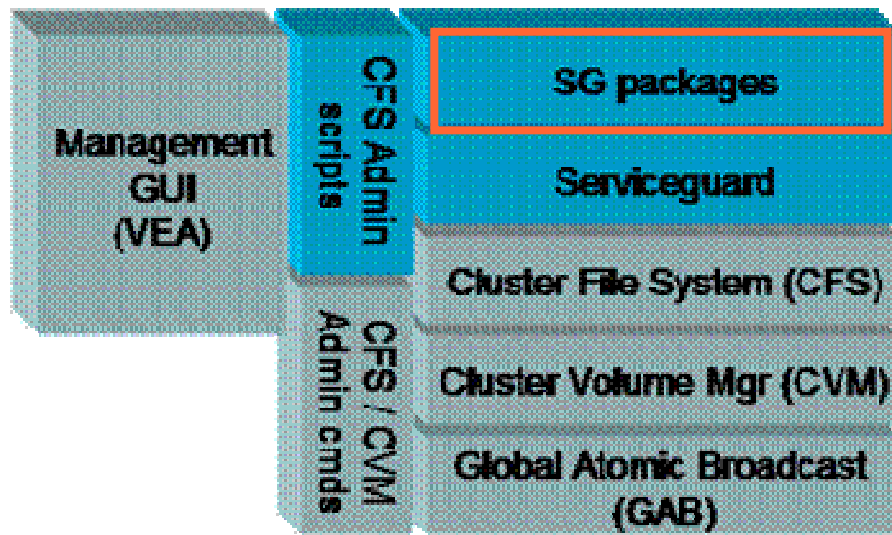 Management
GUI
(VEA)
CFS Admin
scripts
CFS / CVM
Admin cmds
SG packages
Serviceguard
Cluster File System (CFS)
Cluster Volume Mgr (CVM)
Global Atomic Broadcast
(GAB)